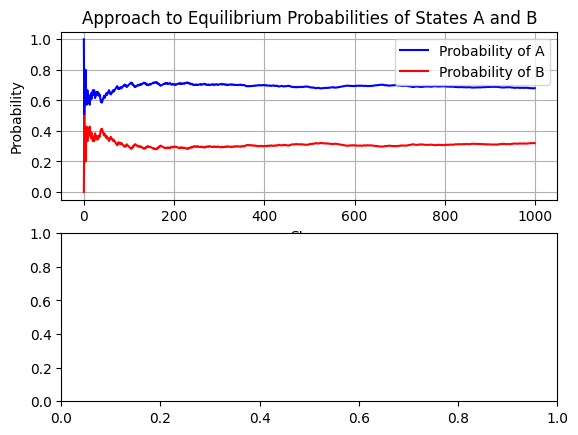 Approach to Equilibrium Probabilities of States A and B
1.0
0.8
0.6
0.4
0.2
0.0
Probability
Probability of A
Probability of B
0 200 400 600 800 1000
1.0
0.8
0.6
0.4
0.2
0.0
0.0 0.2 0.4 0.6 0.8 1.0